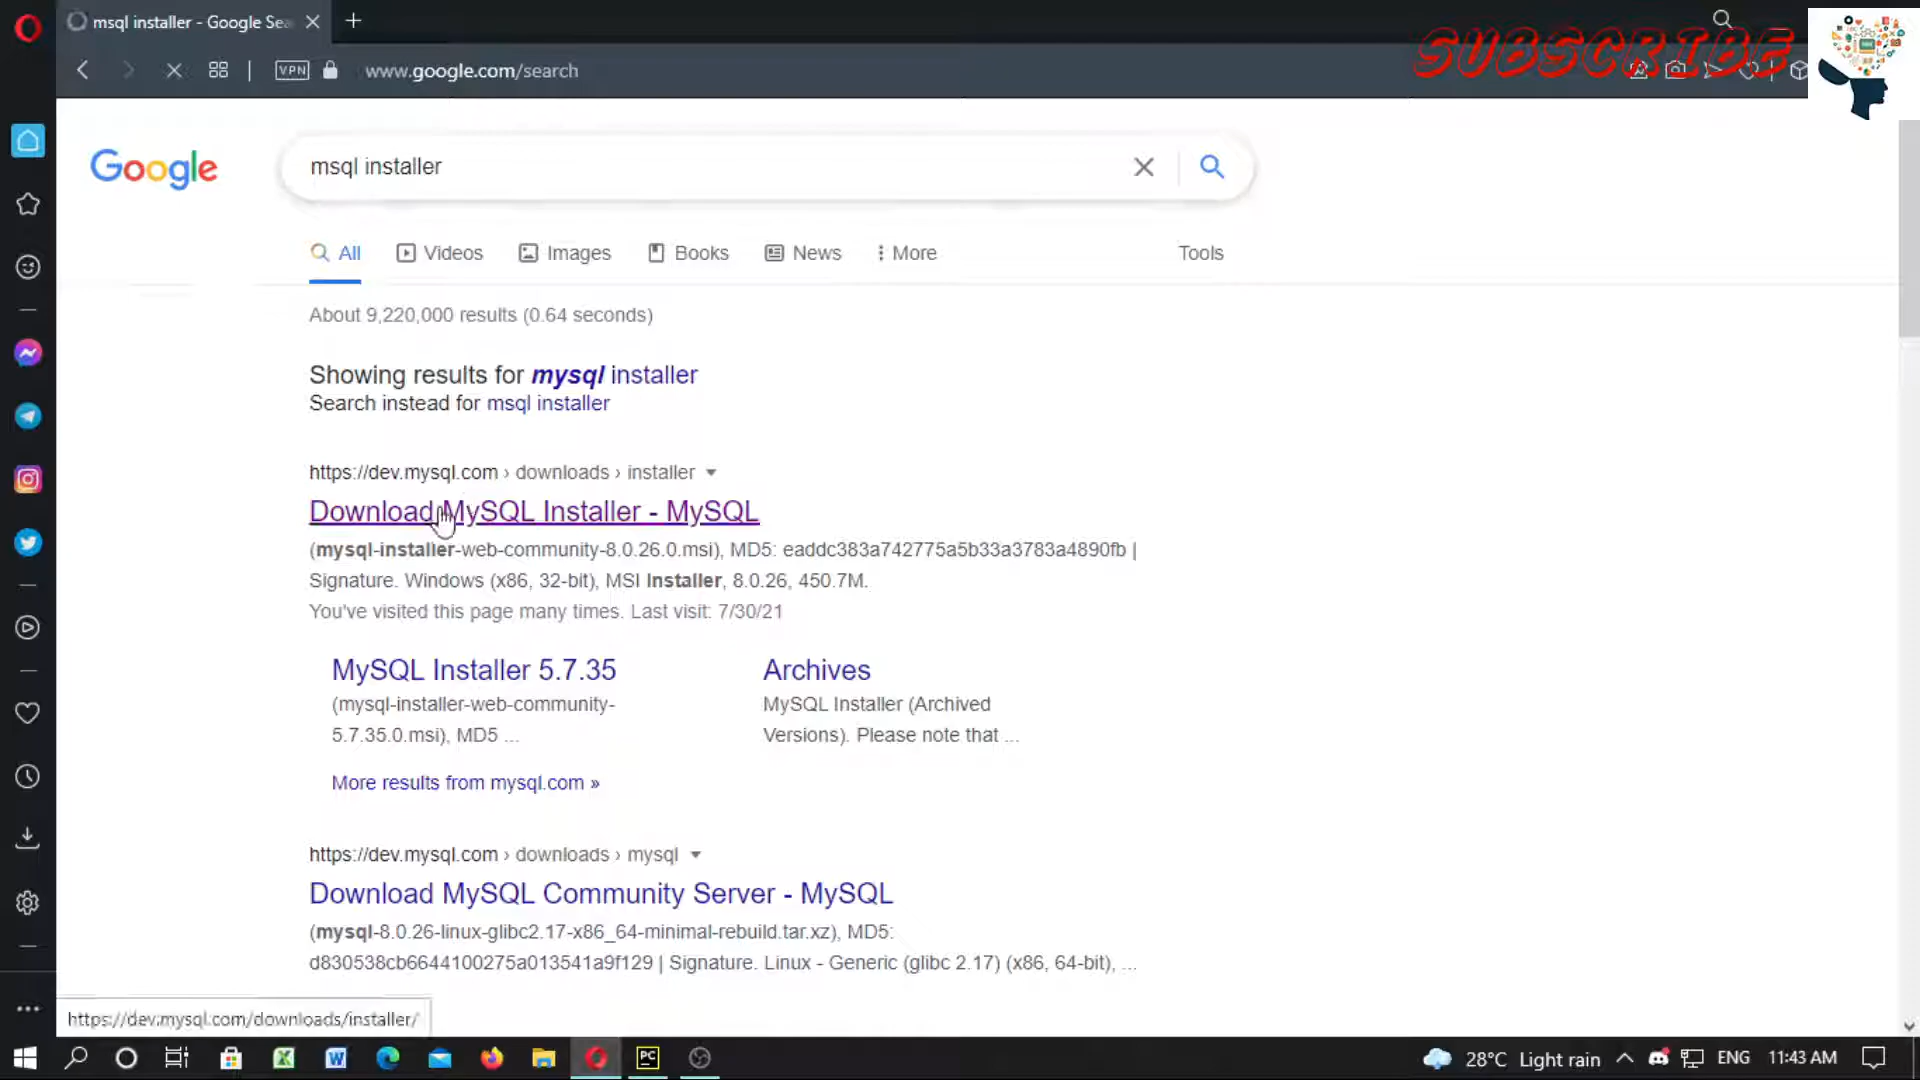 msql installer - Google Sea
SUBSCRIBE
VPN
www.google.com/search
Google
msql installer
All
Videos
Images
Books
News
More
Tools
About 9,220,000 results (0.64 seconds)
Showing results for mysql installer
Search instead for msql installer
https://dev.mysql.com › downloads › installer
Download MySQL Installer - MySQL
(mysql-installer-web-community-8.0.26.0.msi), MD5: eaddc383a742775a5b33a3783a4890fb |
Signature. Windows (x86, 32-bit), MSI Installer, 8.0.26, 450.7M.
You've visited this page many times. Last visit: 7/30/21
MySQL Installer 5.7.35
(mysql-installer-web-community-
5.7.35.0.msi), MD5 ...
Archives
MySQL Installer (Archived
Versions). Please note that ...
More results from mysql.com »
https://dev.mysql.com › downloads › mysql
Download MySQL Community Server - MySQL
(mysql-8.0.26-linux-glibc2.17-x86_64-minimal-rebuild.tar.xz), MD5:
d830538cb6644100275a013541a9f129 | Signature. Linux - Generic (glibc 2.17) (x86, 64-bit), ...
https://dev.mysql.com/downloads/installer/
PC
28°C Light rain
ENG
11:43 AM